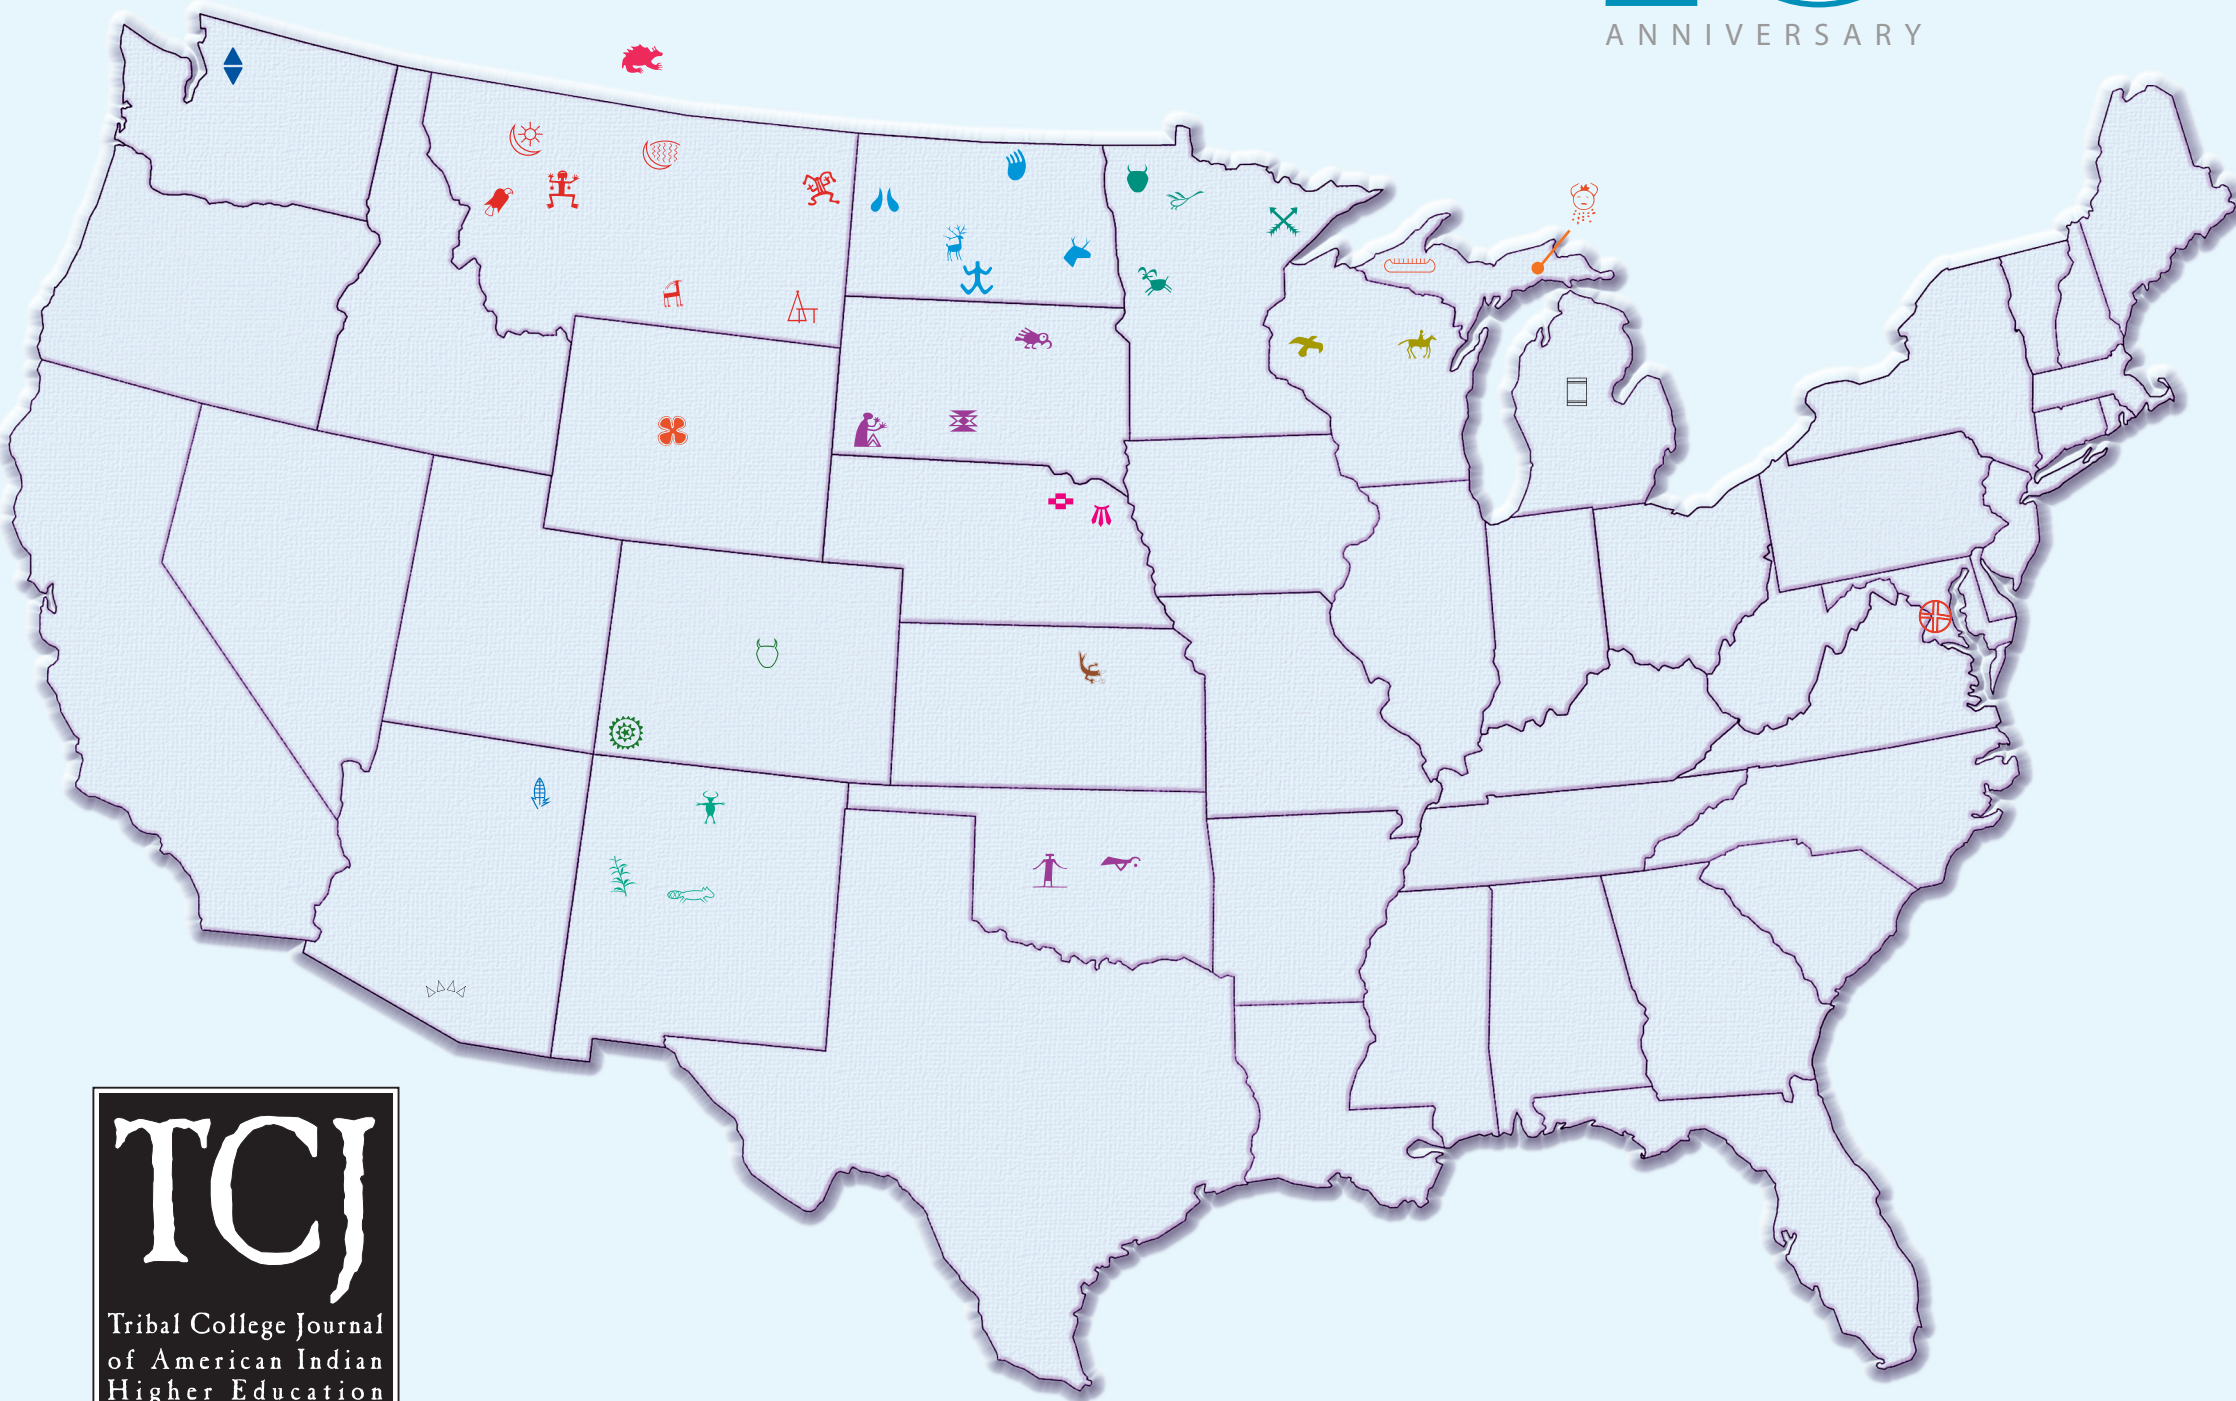 ANNIVERSARY
TCJ
Tribal College Journal
of American Indian
Higher Education